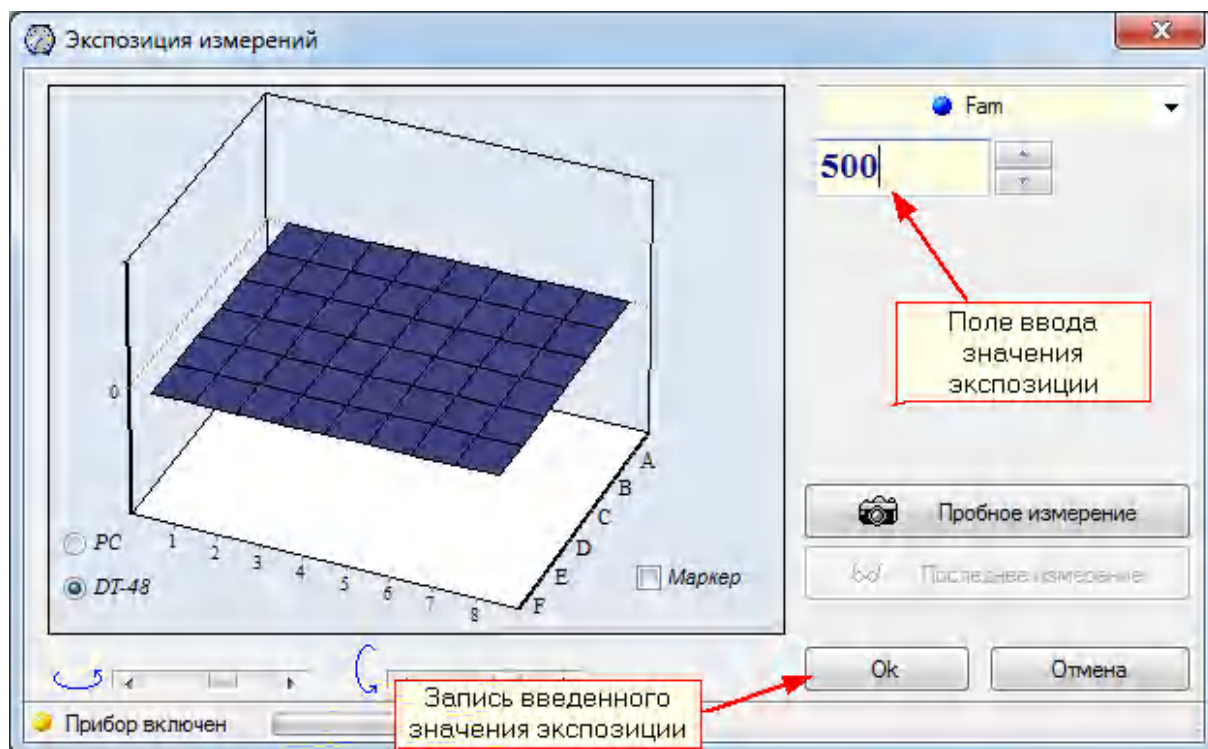 Экспозиция измерений
Fam
500
Поле ввода
значения
экспозиции
0
A
B
C
D
E
F
1 2 3 4 5 6 7 8
PC
DT-48
Маркер
Пробное измерение
Последнее измерение
Ok
Отмена
Запись введенного
значения экспозиции
Прибор включен